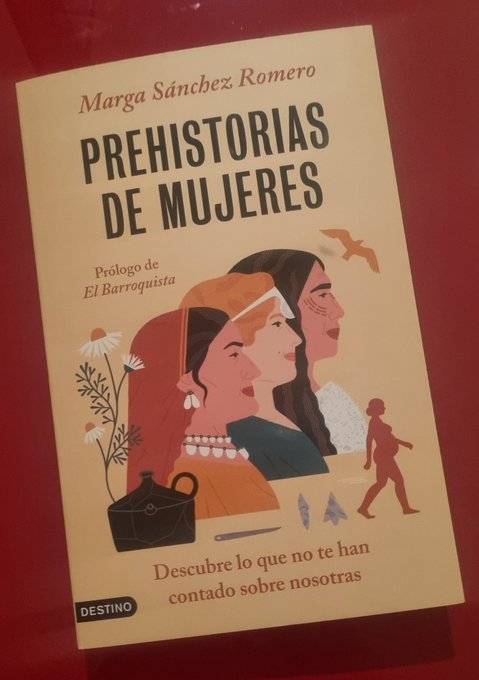 Marga Sánchez Romero
PREHISTORIAS
DE MUJERES
Prólogo de
El Barroquista
Descubre lo que no te han
contado sobre nosotras
DESTINO